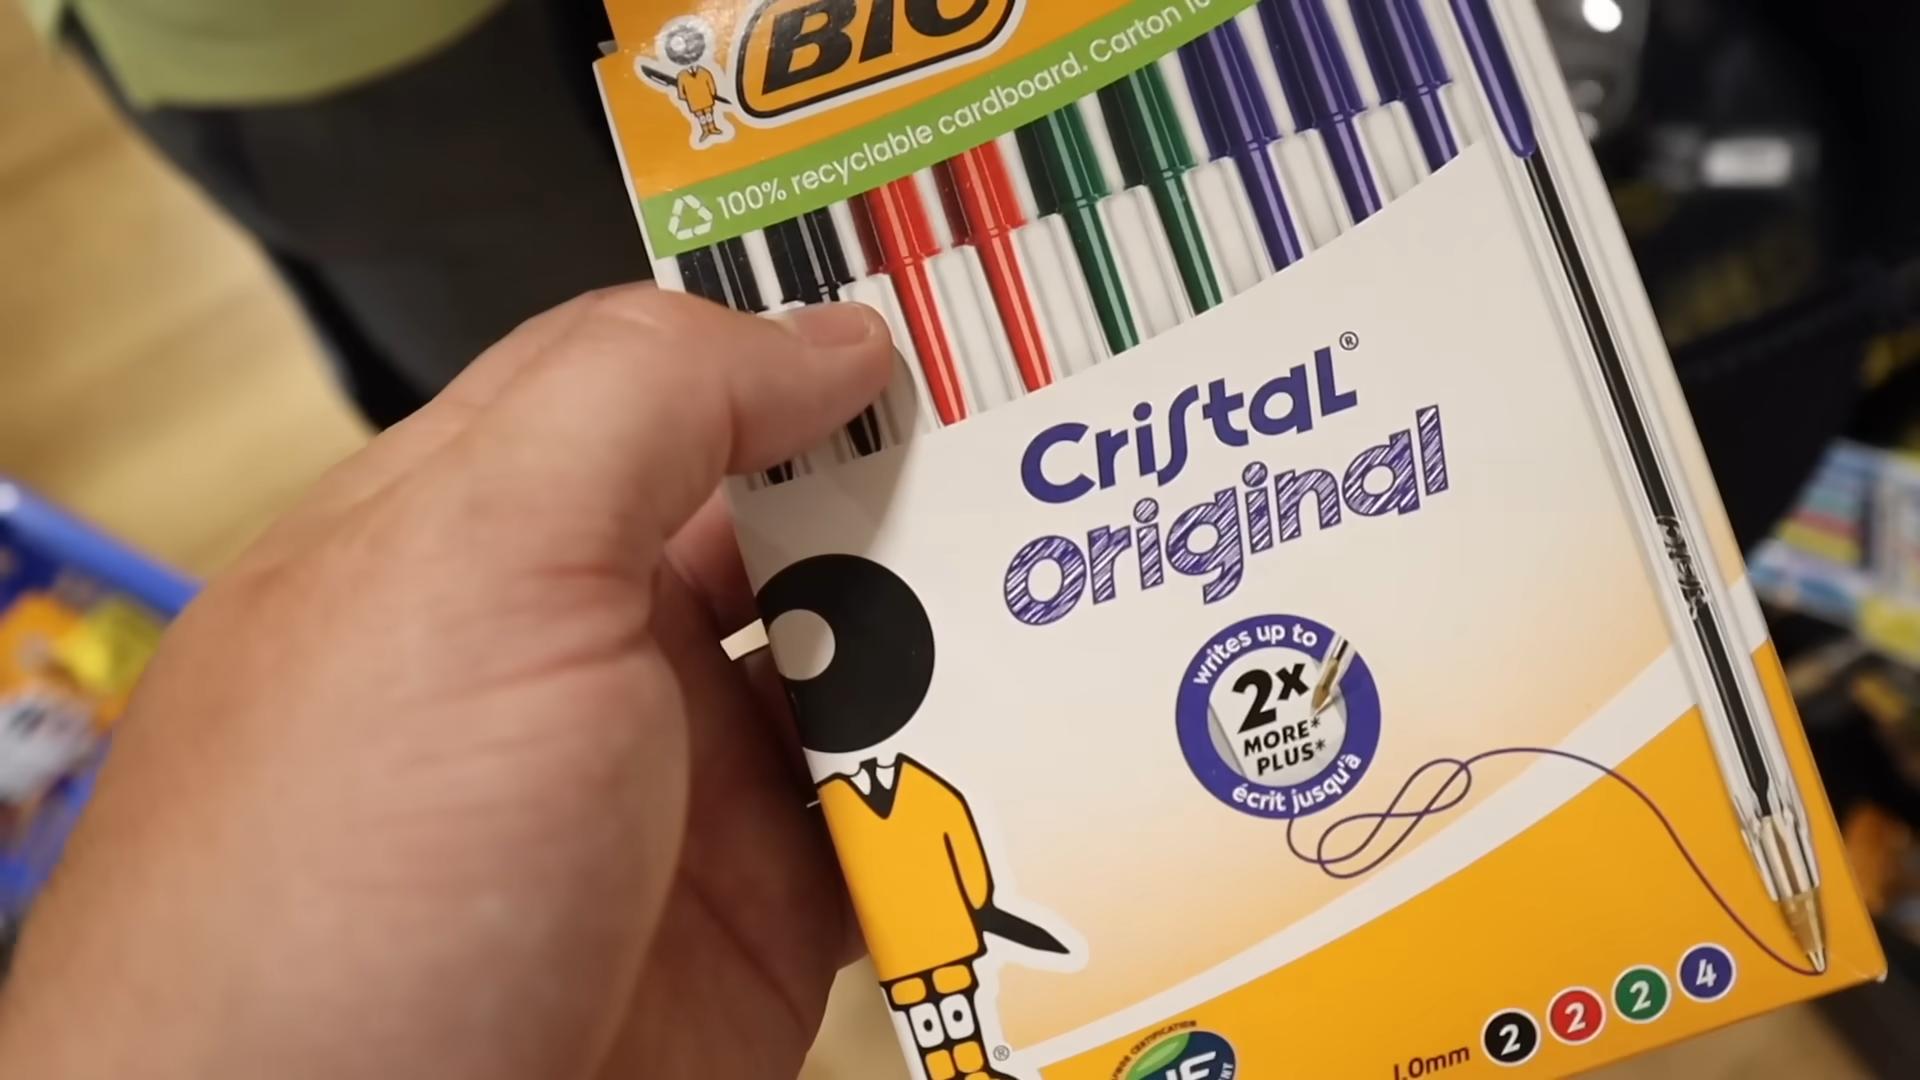 BIC
100% recyclable cardboard. Carton
Cristal®
Original
writes up to
2x
MORE*
PLUS*
écrit jusqu'à
Cristal
®
1.0mm 2 2 2 4